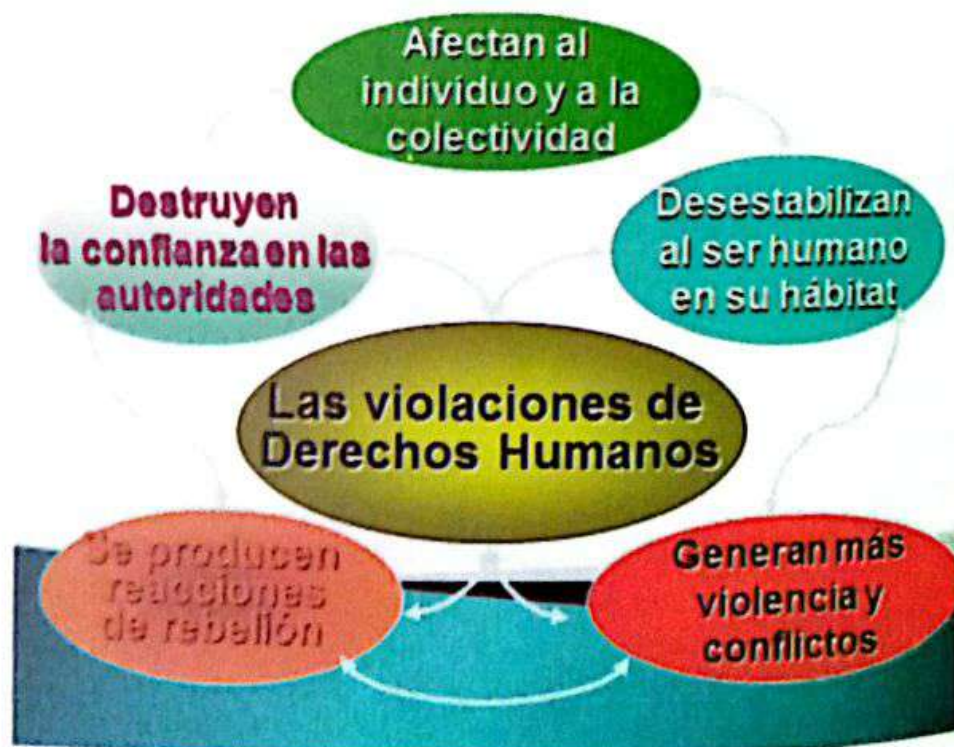 Afectan al
individuo y a la
colectividad
Destruyen
la confianza en las
autoridades
Desestabilizan
al ser humano
en su hábitat
Las violaciones de
Derechos Humanos
Se producen
reacciones
de rebelión
Generan más
violencia y
conflictos